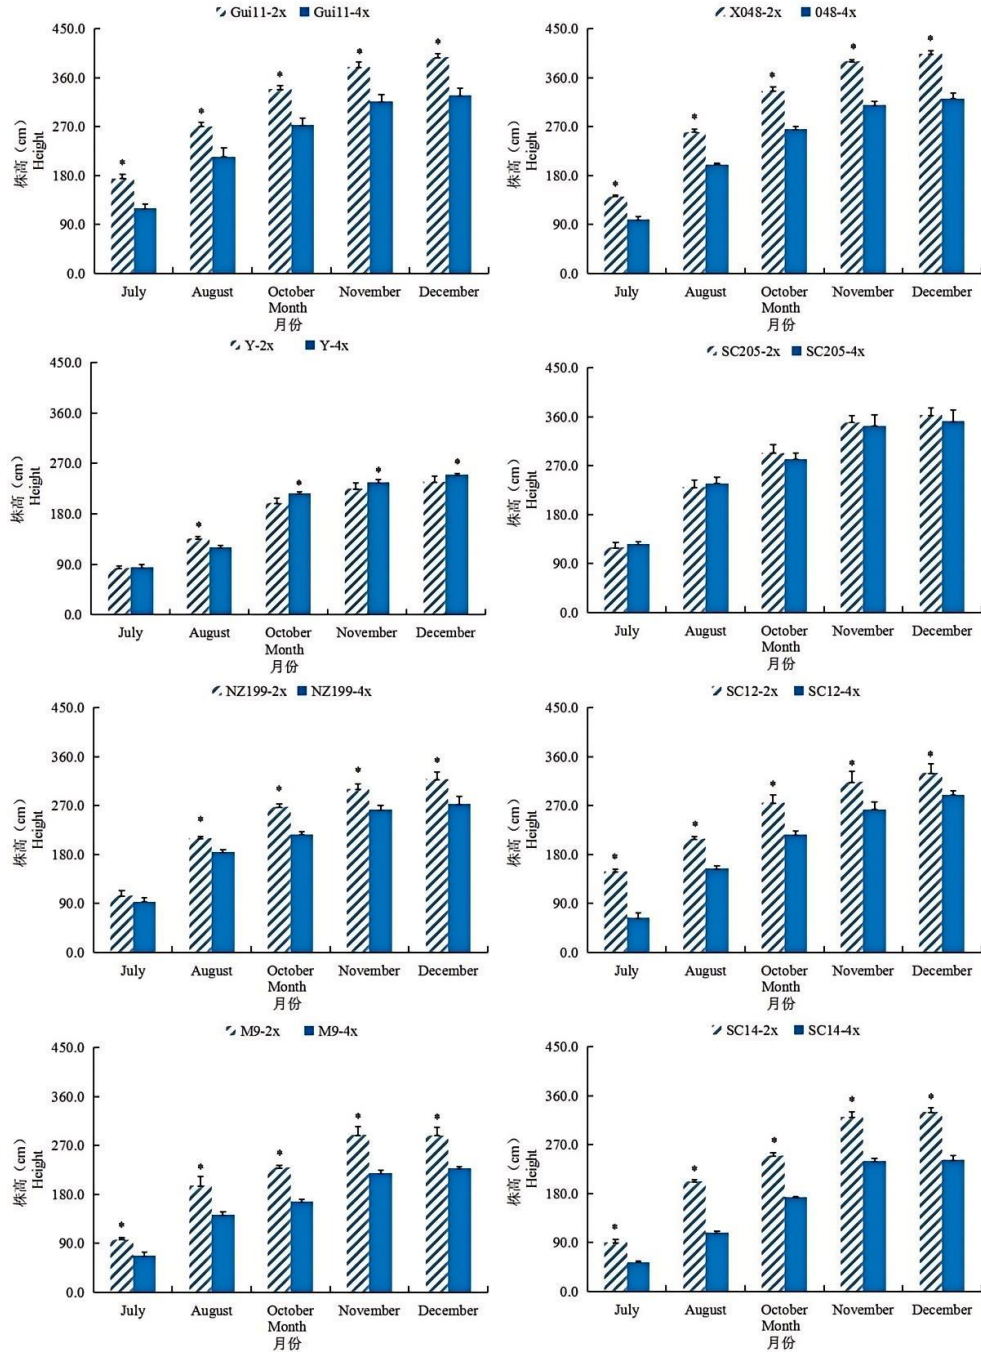 Gui11-2x Gui11-4x
450.0
360.0
270.0
180.0
90.0
0.0
株高（cm）
Height
* * * * *
July August October November December
Month
月份
X048-2x 048-4x
450.0
360.0
270.0
180.0
90.0
0.0
株高（cm）
Height
* * * * *
July August October November December
Month
月份
Y-2x Y-4x
450.0
360.0
270.0
180.0
90.0
0.0
株高（cm）
Height
* * * *
July August October November December
Month
月份
SC205-2x SC205-4x
450.0
360.0
270.0
180.0
90.0
0.0
株高（cm）
Height
July August October November December
Month
月份
NZ199-2x NZ199-4x
450.0
360.0
270.0
180.0
90.0
0.0
株高（cm）
Height
* * * *
July August October November December
Month
月份
SC12-2x SC12-4x
450.0
360.0
270.0
180.0
90.0
0.0
株高（cm）
Height
* * * * *
July August October November December
Month
月份
M9-2x M9-4x
450.0
360.0
270.0
180.0
90.0
0.0
株高（cm）
Height
* * * * *
July August October November December
Month
月份
SC14-2x SC14-4x
450.0
360.0
270.0
180.0
90.0
0.0
株高（cm）
Height
* * * * *
July August October November December
Month
月份